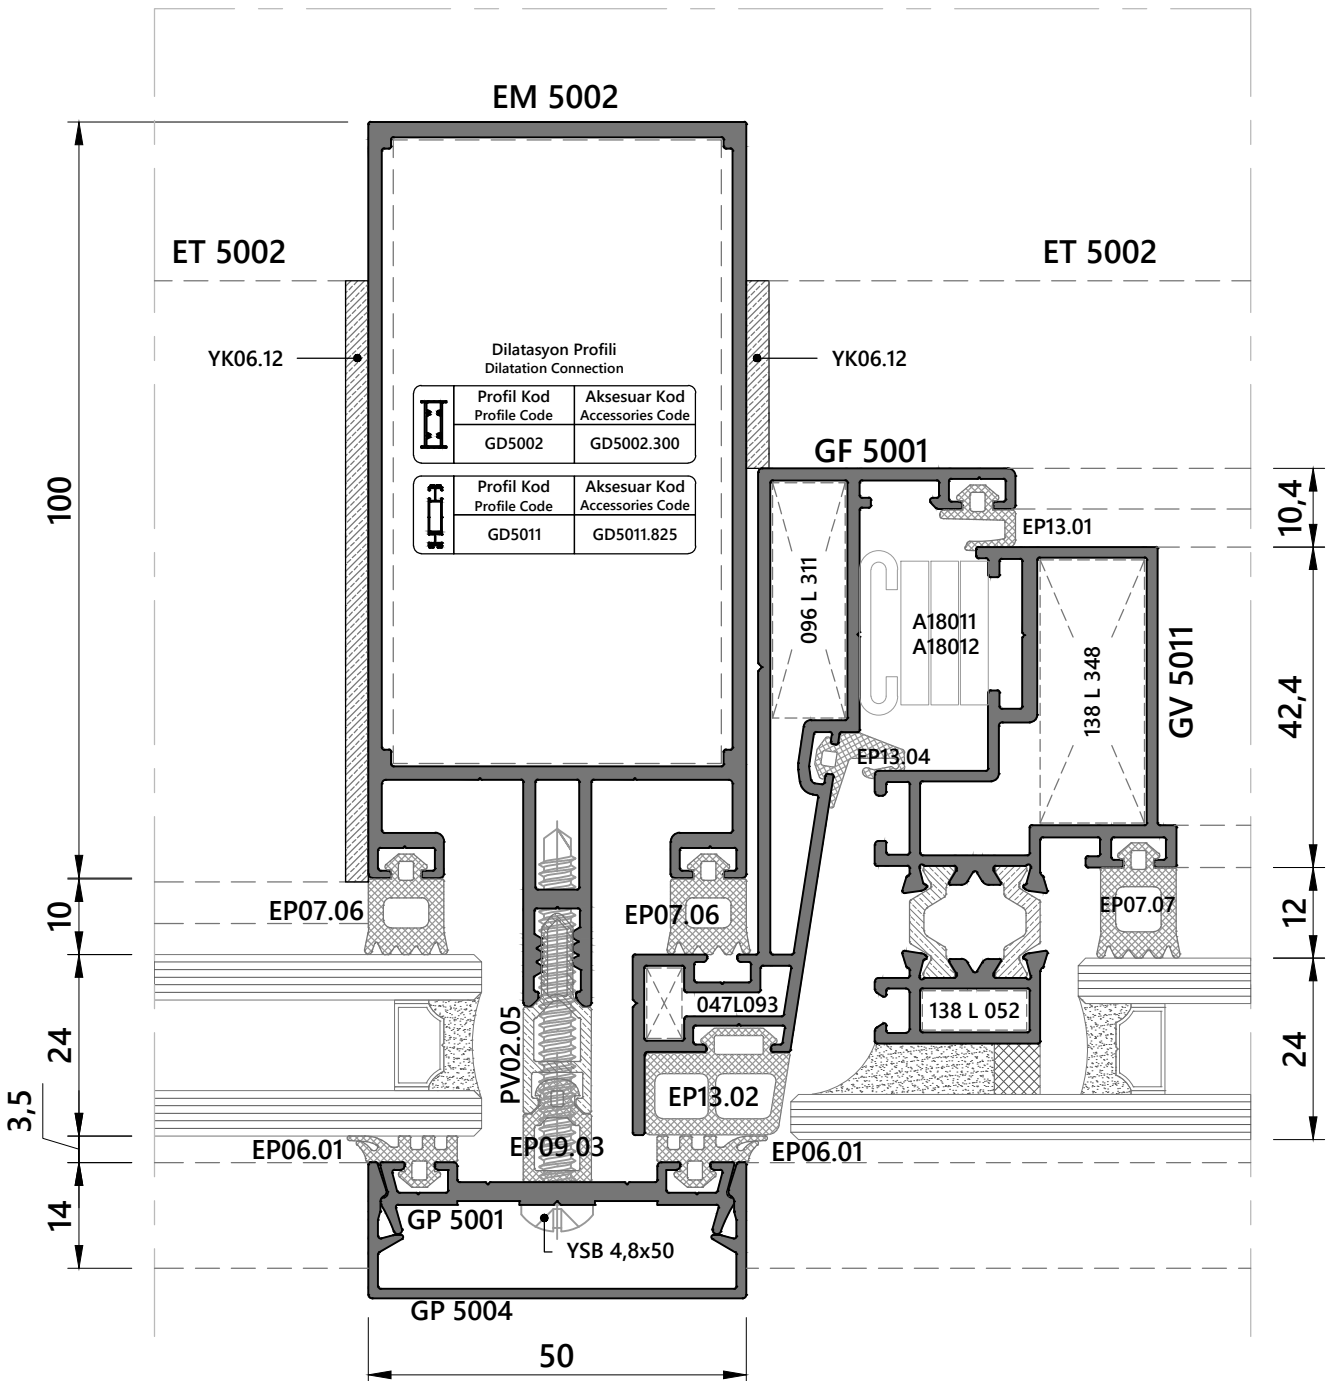 EM 5002
ET 5002
ET 5002
YK06.12
YK06.12
Dilatasyon Profili
Dilatation Connection
Profil Kod
Profile Code
Aksesuar Kod
Accessories Code
GD5002
GD5002.300
Profil Kod
Profile Code
Aksesuar Kod
Accessories Code
GD5011
GD5011.825
GF 5001
EP13.01
096 L 311
A18011
A18012
138 L 348
GV 5011
EP13.04
EP07.06
EP07.06
EP07.07
047L093
138 L 052
PV02.05
EP13.02
EP09.03
EP06.01
EP06.01
GP 5001
YSB 4,8x50
GP 5004
100
10
24
3,5
14
50
10,4
42,4
12
24